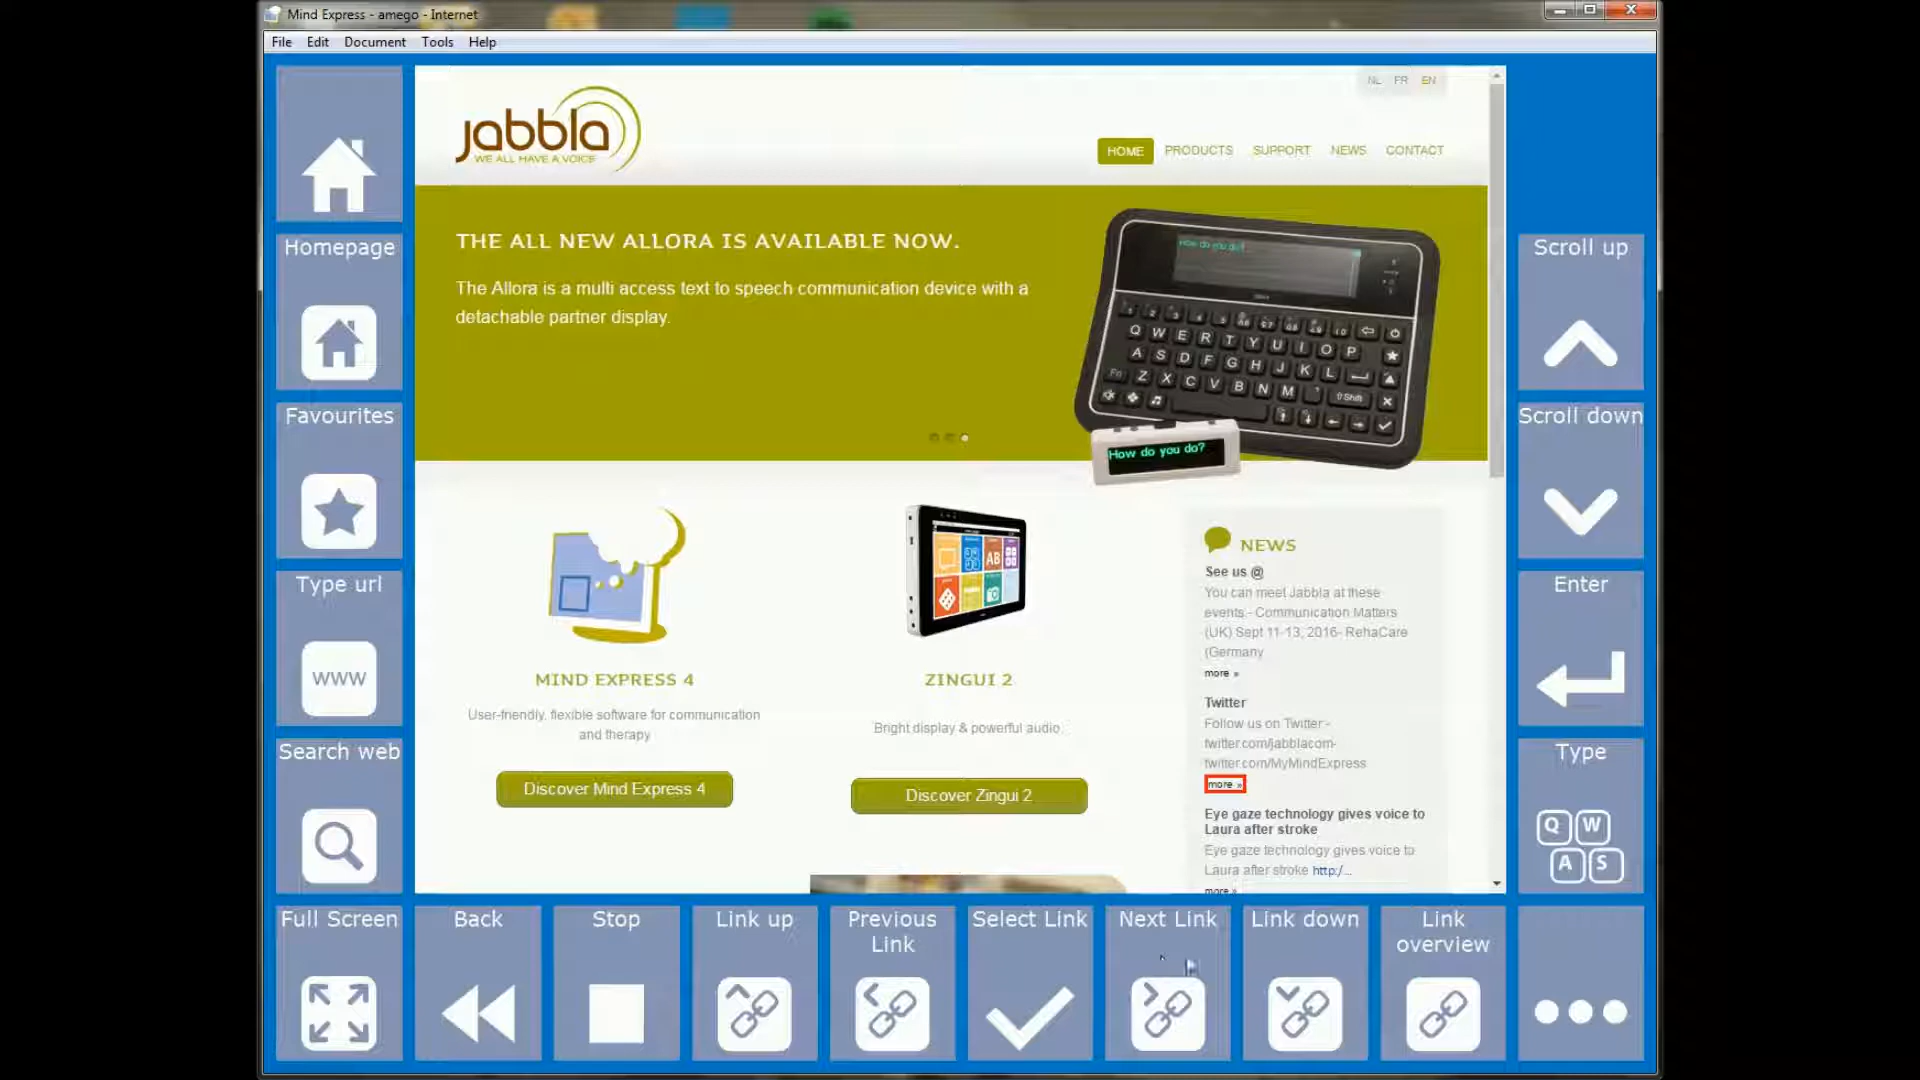 Mind Express - amego - Internet
File Edit Document Tools Help
Homepage
Favourites
Type url
www
Search web
NL FR EN
jabbla
WE ALL HAVE A VOICE
HOME PRODUCTS SUPPORT NEWS CONTACT
THE ALL NEW ALLORA IS AVAILABLE NOW.
The Allora is a multi access text to speech communication device with a
detachable partner display.
How do you do?
Q W E R T Y U I O P
A S D F G H J K L
Fn Z X C V B N M Shift
How do you do?
MIND EXPRESS 4
User-friendly, flexible software for communication
and therapy
Discover Mind Express 4
AB
ZINGUI 2
Bright display & powerful audio.
Discover Zingui 2
NEWS
See us @
You can meet Jabbla at these
events - Communication Matters
(UK) Sept 11-13, 2016- RehaCare
(Germany
more »
Twitter
Follow us on Twitter -
twitter.com/jabblacom-
twitter.com/MyMindExpress
more »
Eye gaze technology gives voice to
Laura after stroke
Eye gaze technology gives voice to
Laura after stroke http:/...
more »
Scroll up
Scroll down
Enter
Type
Q W
A S
Full Screen
Back
Stop
Link up
Previous
Link
Select Link
Next Link
Link down
Link
overview